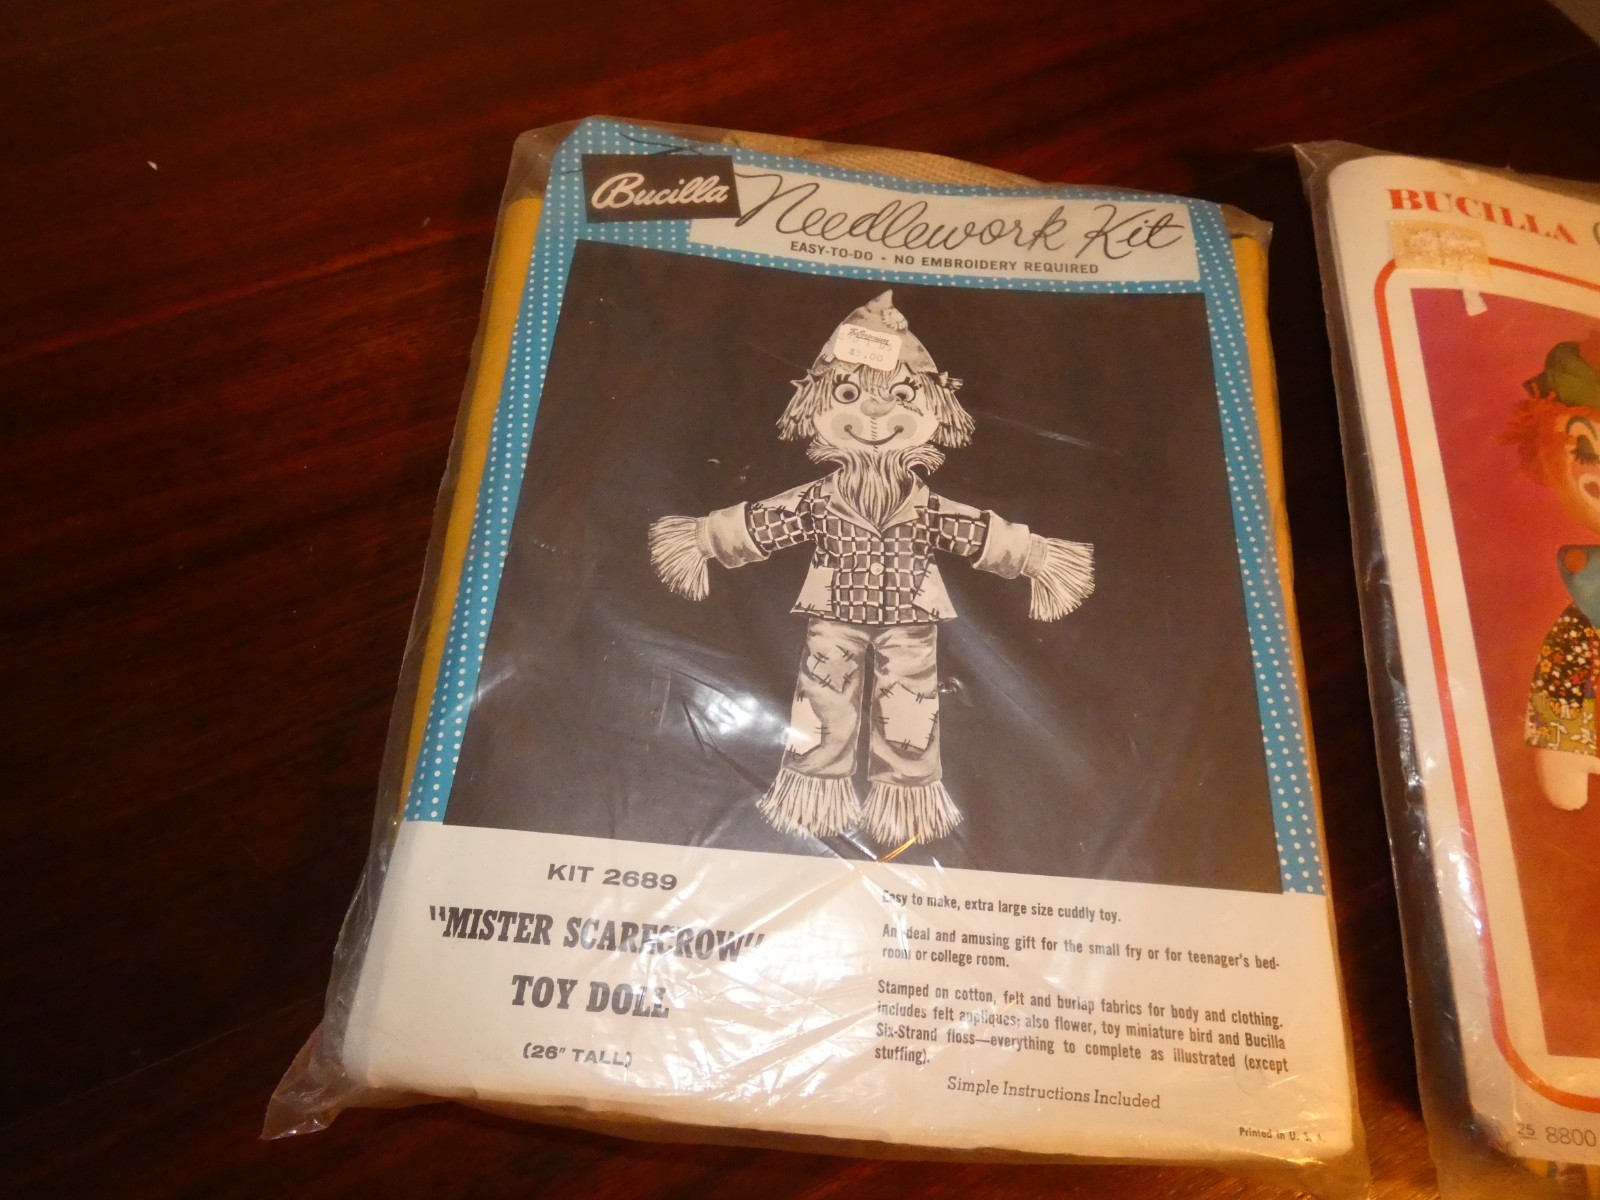 Bucilla
Needlework Kit
EASY-TO-DO - NO EMBROIDERY REQUIRED
$5.00
KIT 2689
"MISTER SCARECROW"
TOY DOLL
(26" TALL)
Easy to make, extra large size cuddly toy.
An ideal and amusing gift for the small fry or for teenager's bed-
room or college room.
Stamped on cotton, felt and burlap fabrics for body and clothing.
Includes felt appliques; also flower, toy miniature bird and Bucilla
Six-Strand floss—everything to complete as illustrated (except
stuffing).
Simple Instructions Included
Printed in U. S. A.
BUCILLA
25 8800